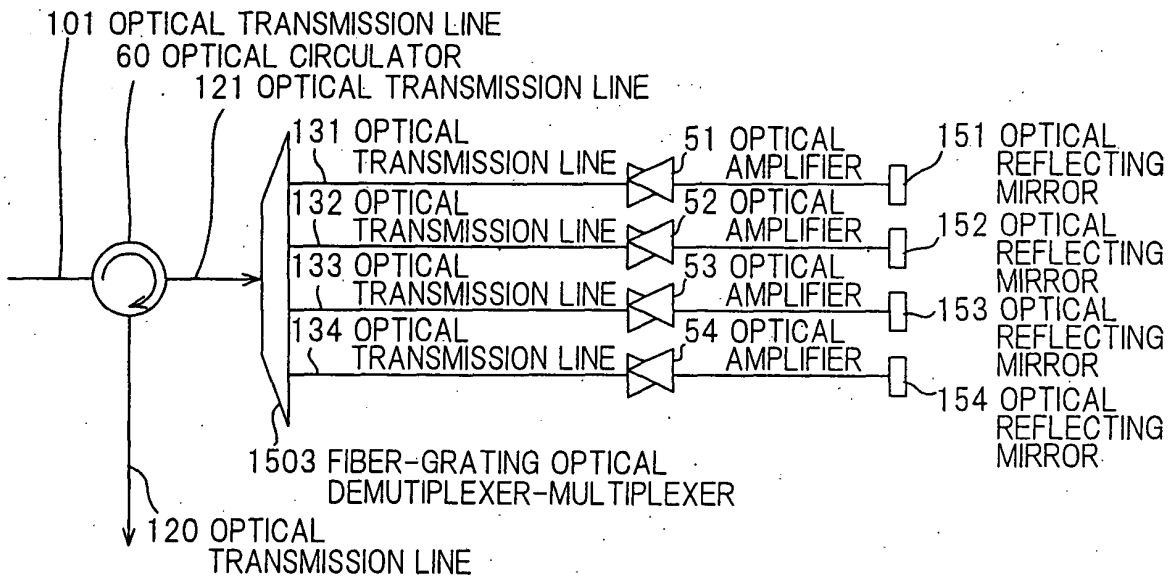 101 OPTICAL TRANSMISSION LINE
60 OPTICAL CIRCULATOR
121 OPTICAL TRANSMISSION LINE
131 OPTICAL
TRANSMISSION LINE
51 OPTICAL
AMPLIFIER
151 OPTICAL
REFLECTING
MIRROR
132 OPTICAL
TRANSMISSION LINE
52 OPTICAL
AMPLIFIER
152 OPTICAL
REFLECTING
MIRROR
133 OPTICAL
TRANSMISSION LINE
53 OPTICAL
AMPLIFIER
153 OPTICAL
REFLECTING
MIRROR
134 OPTICAL
TRANSMISSION LINE
54 OPTICAL
AMPLIFIER
154 OPTICAL
REFLECTING
MIRROR
1503 FIBER-GRATING OPTICAL
DEMUTIPLEXER-MULTIPLEXER
120 OPTICAL
TRANSMISSION LINE